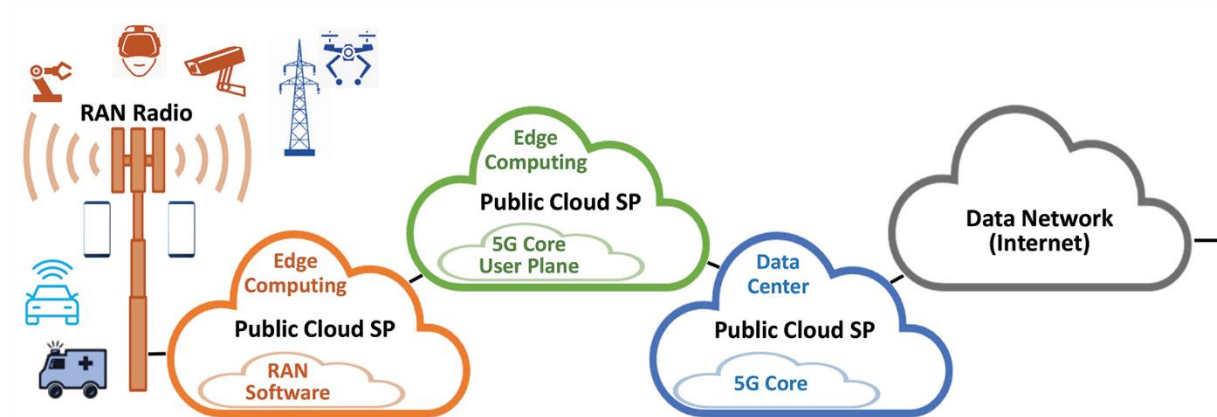 RAN Radio
Edge
Computing
Public Cloud SP
RAN
Software
Edge
Computing
Public Cloud SP
5G Core
User Plane
Data
Center
Public Cloud SP
5G Core
Data Network
(Internet)